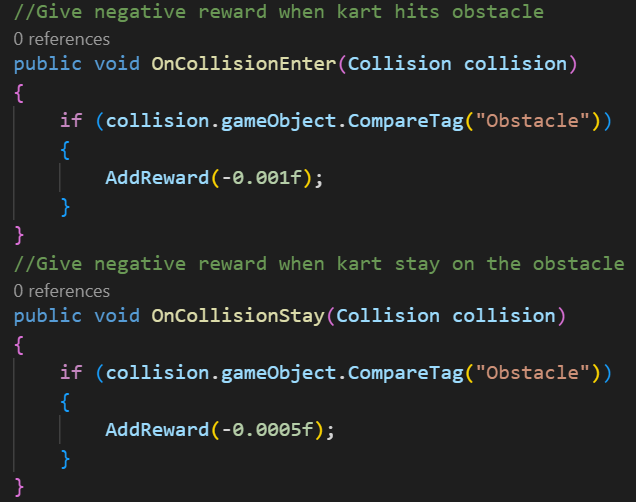 //Give negative reward when kart hits obstacle
0 references
public void OnCollisionEnter(Collision collision)
{
    if (collision.gameObject.CompareTag("Obstacle"))
    {
        AddReward(-0.001f);
    }
}
//Give negative reward when kart stay on the obstacle
0 references
public void OnCollisionStay(Collision collision)
{
    if (collision.gameObject.CompareTag("Obstacle"))
    {
        AddReward(-0.0005f);
    }
}